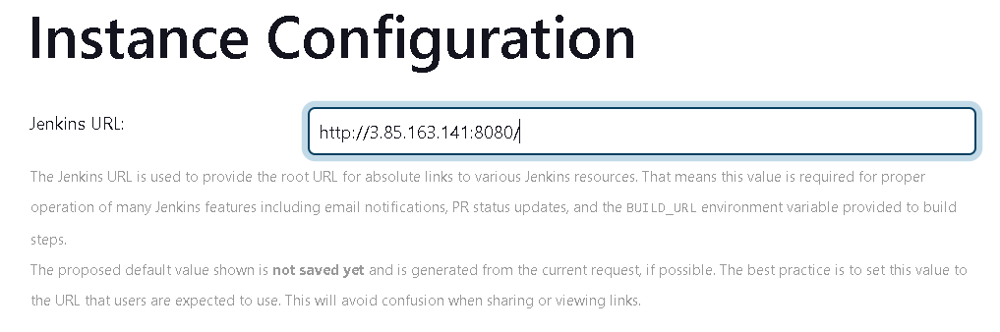 Instance Configuration
Jenkins URL:
http://3.85.163.141:8080/
The Jenkins URL is used to provide the root URL for absolute links to various Jenkins resources. That means this value is required for proper
operation of many Jenkins features including email notifications, PR status updates, and the BUILD_URL environment variable provided to build
steps.
The proposed default value shown is not saved yet and is generated from the current request, if possible. The best practice is to set this value to
the URL that users are expected to use. This will avoid confusion when sharing or viewing links.